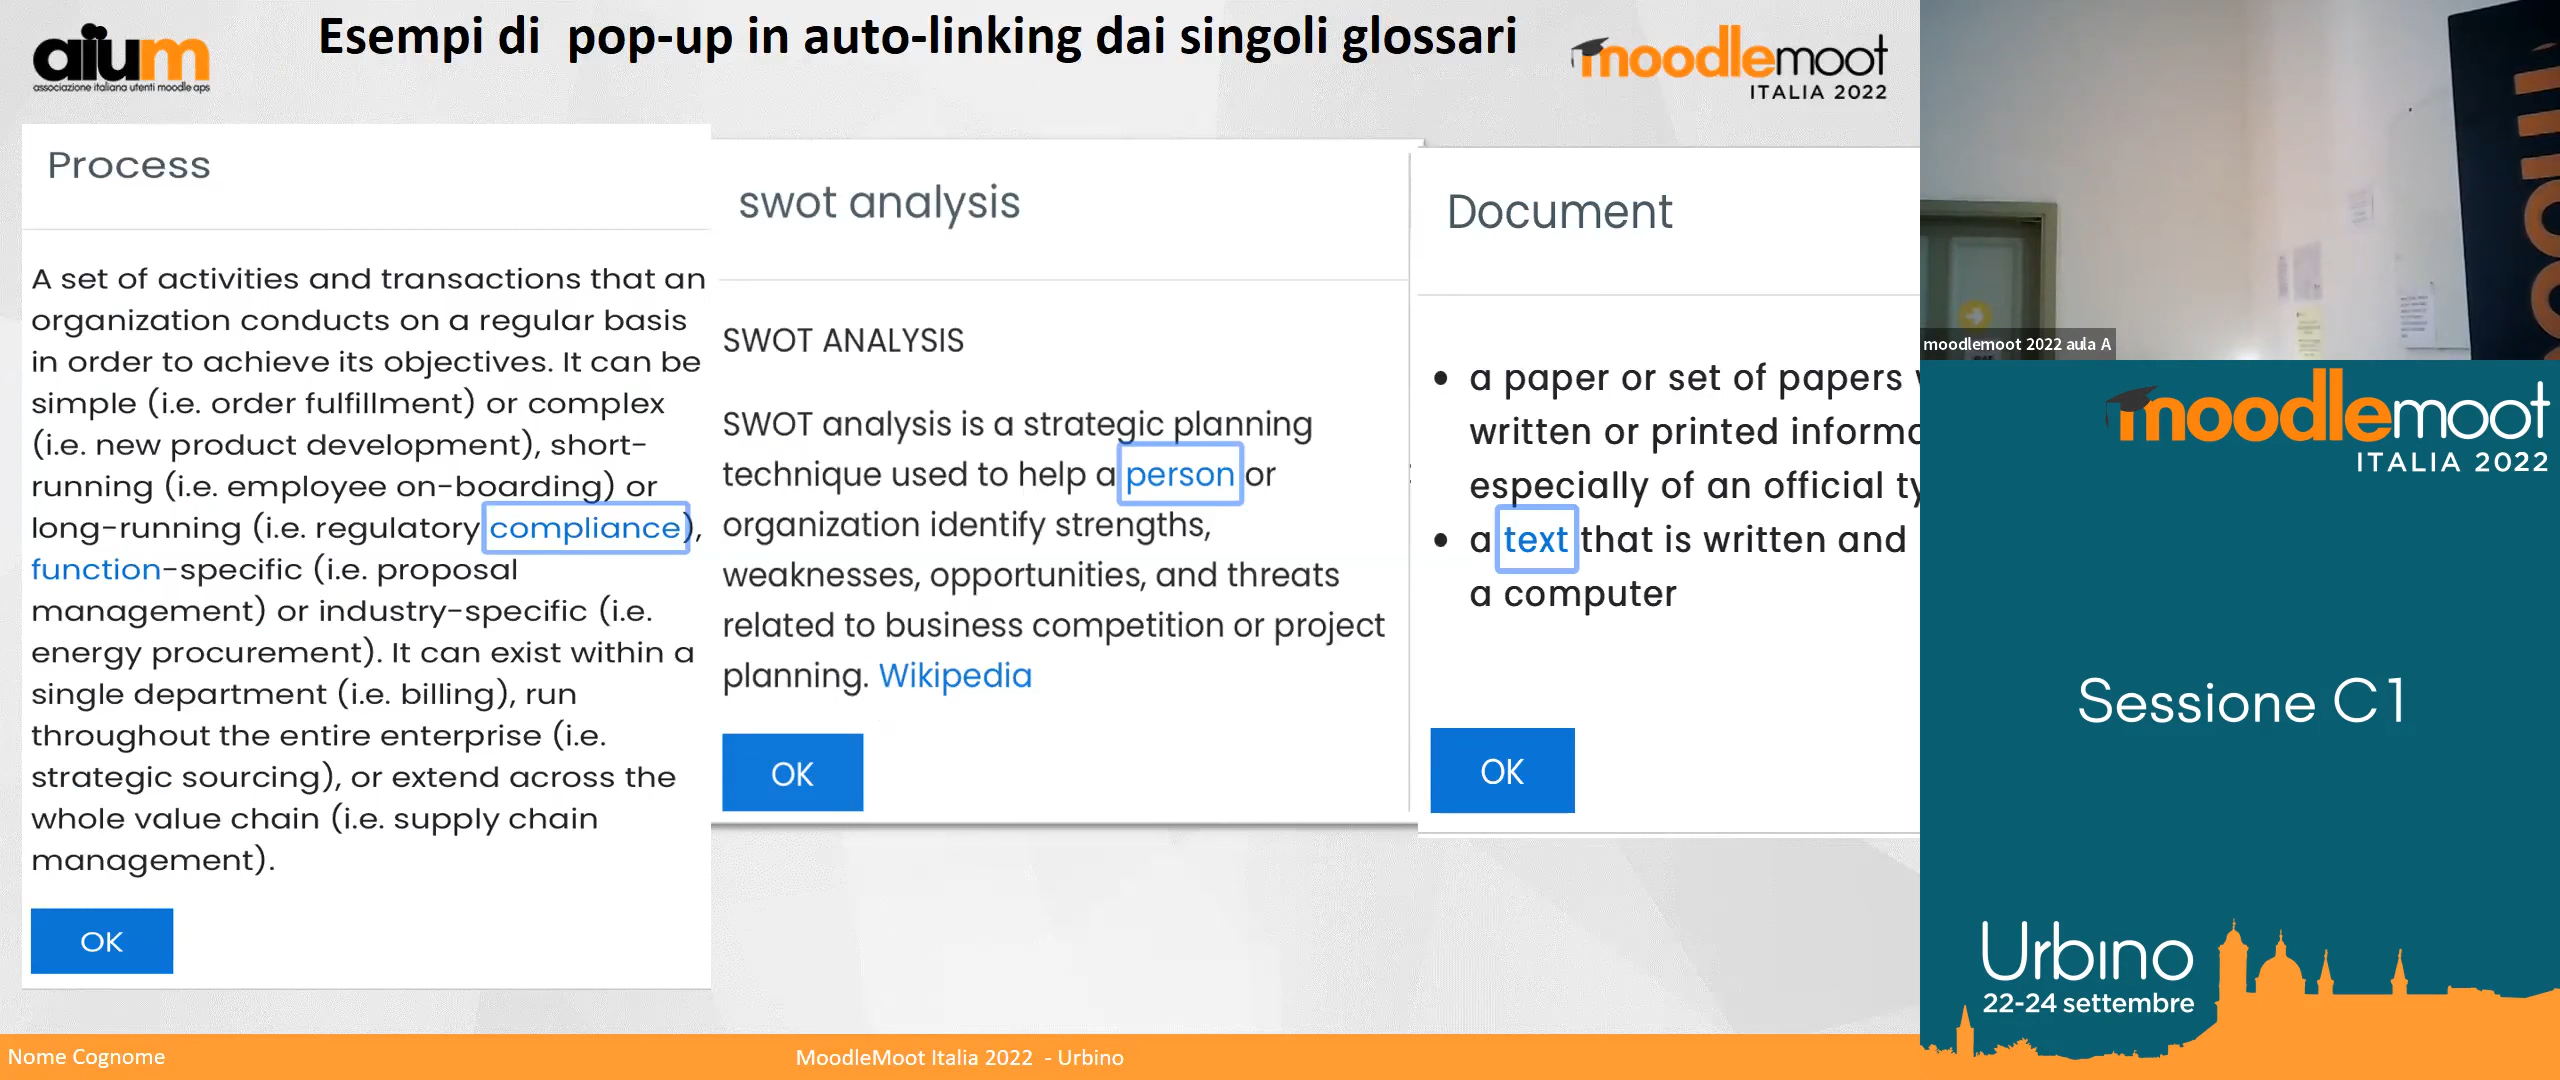 Esempi di pop-up in auto-linking dai singoli glossari
aium
associazione italiana utenti moodle aps
moodlemoot
ITALIA 2022
Process
A set of activities and transactions that an
organization conducts on a regular basis
in order to achieve its objectives. It can be
simple (i.e. order fulfillment) or complex
(i.e. new product development), short-
running (i.e. employee on-boarding) or
long-running (i.e. regulatory compliance),
function-specific (i.e. proposal
management) or industry-specific (i.e.
energy procurement). It can exist within a
single department (i.e. billing), run
throughout the entire enterprise (i.e.
strategic sourcing), or extend across the
whole value chain (i.e. supply chain
management).
OK
swot analysis
SWOT ANALYSIS
SWOT analysis is a strategic planning
technique used to help a person or
organization identify strengths,
weaknesses, opportunities, and threats
related to business competition or project
planning. Wikipedia
OK
Document
• a paper or set of papers
written or printed informa
especially of an official ty
• a text that is written and
a computer
OK
Nome Cognome
MoodleMoot Italia 2022 - Urbino
moodlemoot 2022 aula A
moodlemoot
ITALIA 2022
Sessione C1
Urbino
22-24 settembre